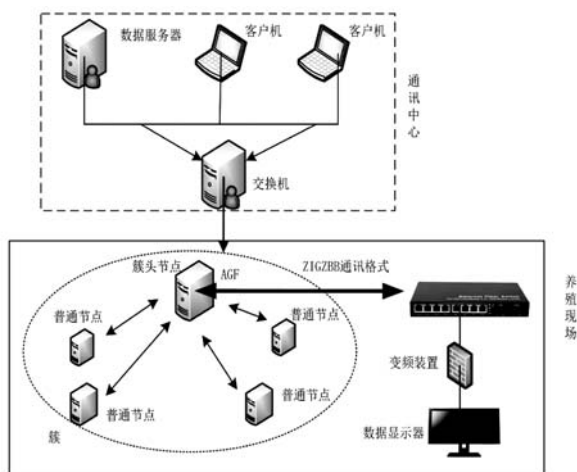 数据服务器
客户机
客户机
通讯中心
交换机
簇头节点
AGF
ZIGZBB通讯格式
养殖现场
普通节点
普通节点
变频装置
普通节点
普通节点
簇
数据显示器